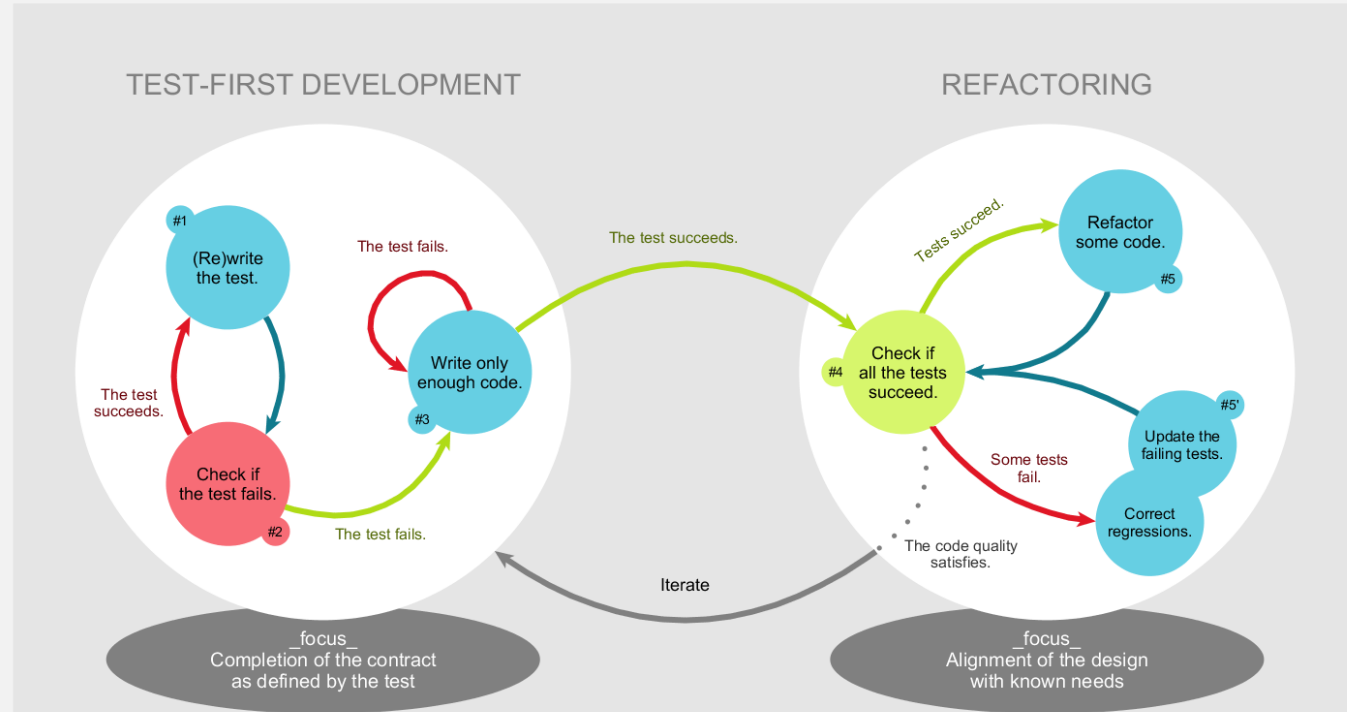 TEST-FIRST DEVELOPMENT
REFACTORING
#1
(Re)write
the test.
The test fails.
The test succeeds.
Tests succeed.
Refactor
some code.
#5
The test
succeeds.
Write only
enough code.
#3
#4
Check if
all the tests
succeed.
#5'
Update the
failing tests.
Check if
the test fails.
#2
The test fails.
Some tests
fail.
Correct
regressions.
The code quality
satisfies.
Iterate
_focus_
Completion of the contract
as defined by the test
_focus_
Alignment of the design
with known needs